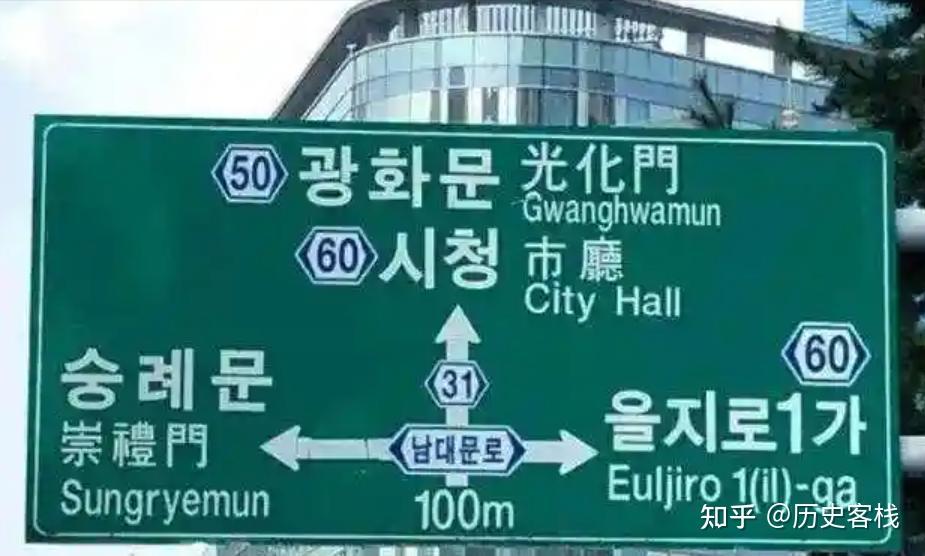 50 광화문 光化門
Gwanghwamun
60 시청 市廳
City Hall
60
31
숭례문
崇禮門
Sungryemun
남대문로
100m
을지로1가
Euljiro 1(il)-ga
知乎 @历史客栈